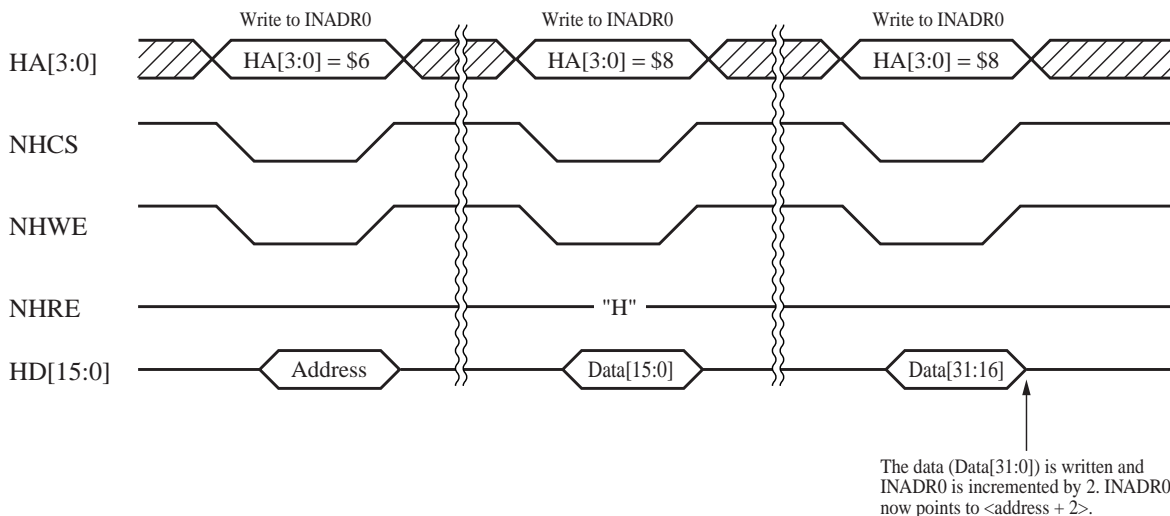 Write to INADR0 Write to INADR0 Write to INADR0
HA[3:0] HA[3:0] = $6 HA[3:0] = $8 HA[3:0] = $8
NHCS
NHWE
NHRE "H"
HD[15:0] Address Data[15:0] Data[31:16]
The data (Data[31:0]) is written and
INADR0 is incremented by 2. INADR0
now points to <address + 2>.